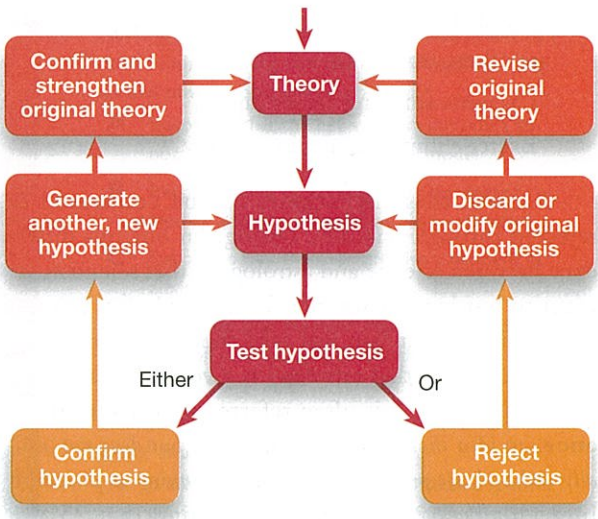 Confirm and
strengthen
original theory
Theory
Revise
original
theory
Generate
another, new
hypothesis
Hypothesis
Discard or
modify original
hypothesis
Test hypothesis
Either
Or
Confirm
hypothesis
Reject
hypothesis